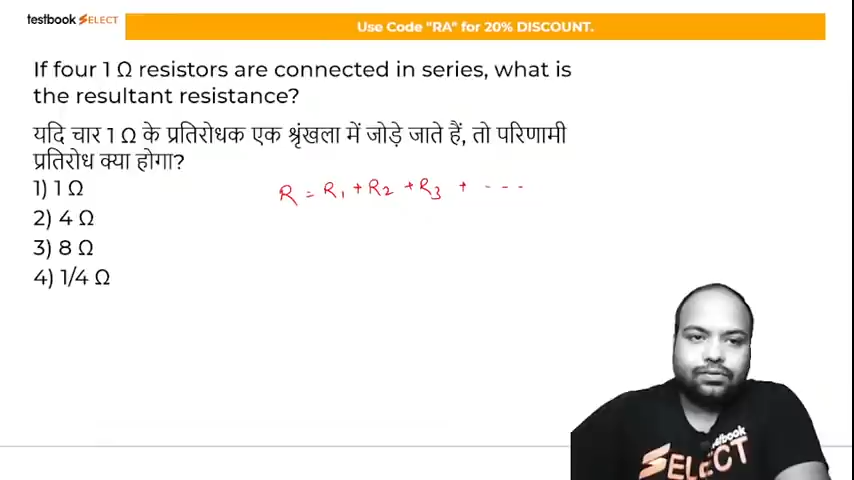 testbook SELECT
Use Code "RA" for 20% DISCOUNT.
If four 1 Ω resistors are connected in series, what is
the resultant resistance?
यदि चार 1 Ω के प्रतिरोधक एक श्रृंखला में जोड़े जाते हैं, तो परिणामी
प्रतिरोध क्या होगा?
1) 1 Ω
R = R1 + R2 + R3 + - - -
2) 4 Ω
3) 8 Ω
4) 1/4 Ω
testbook
SELECT